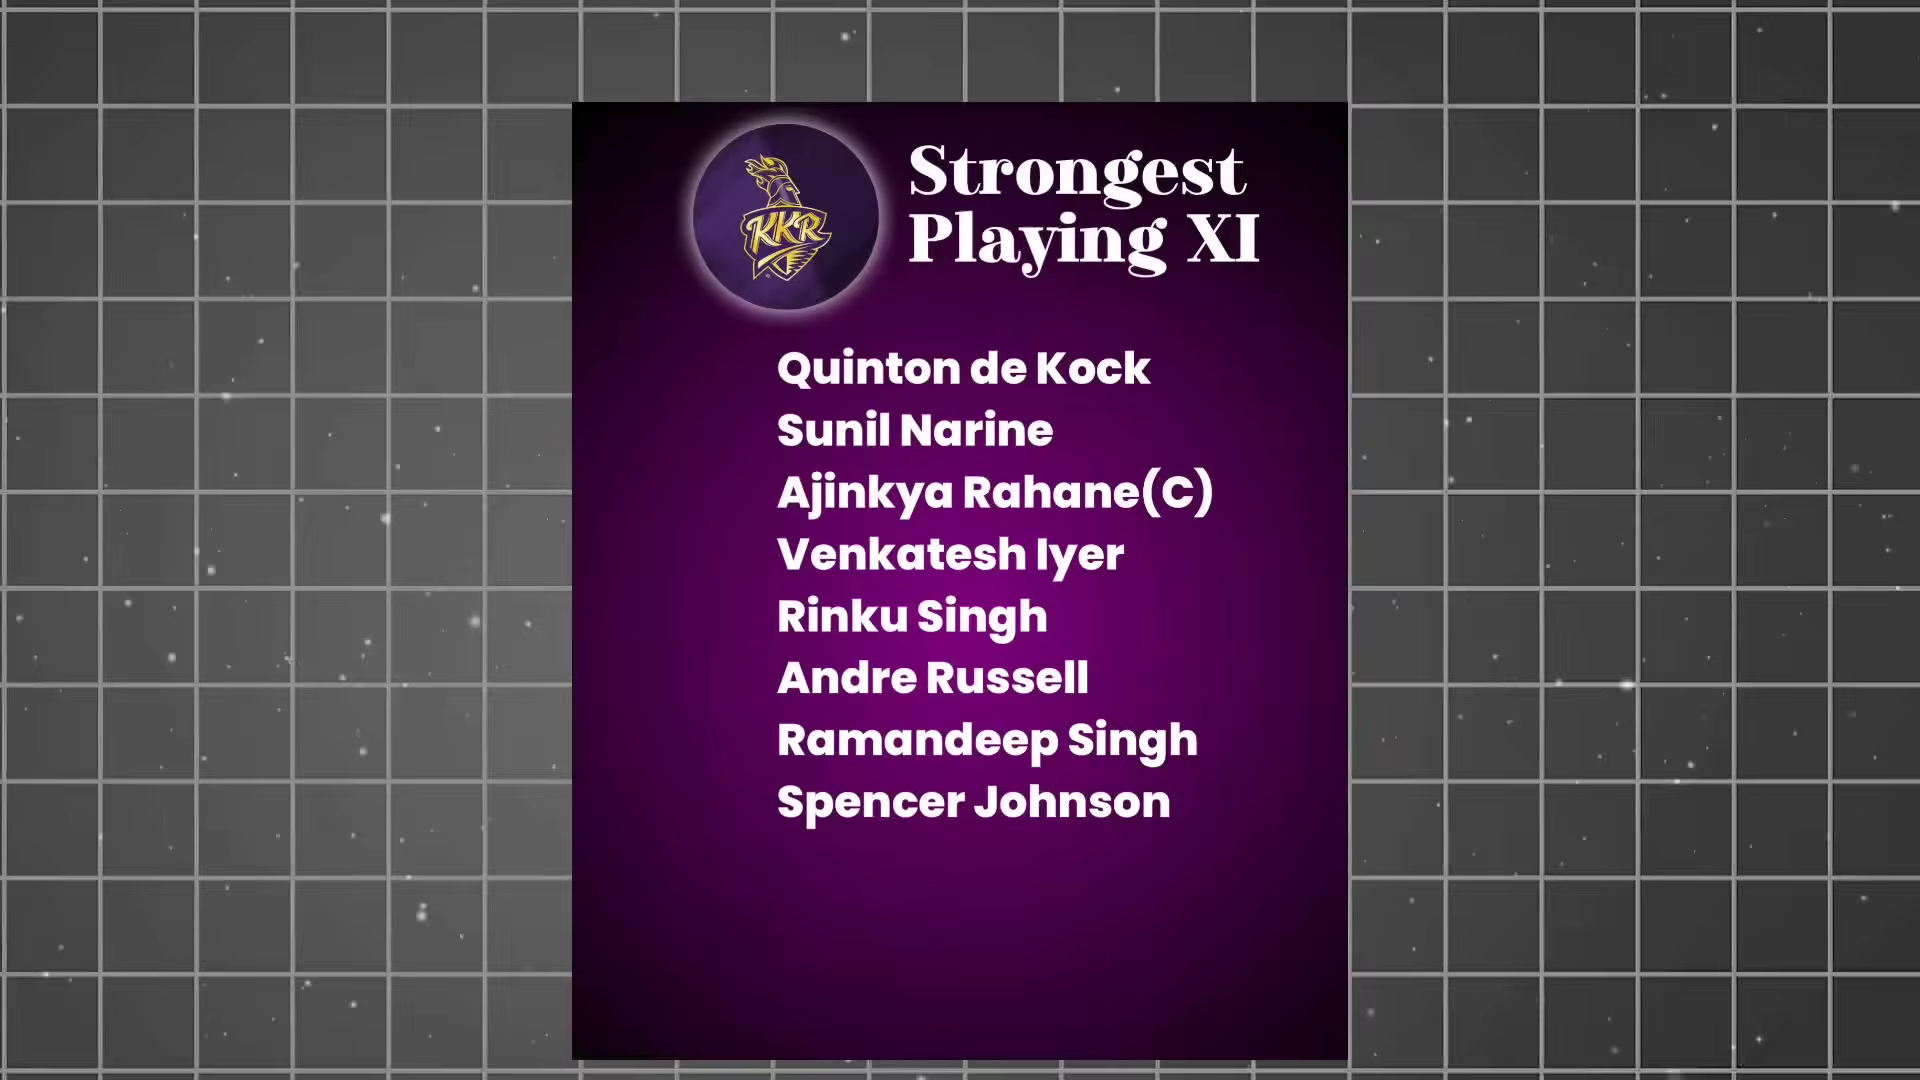 KKR
Strongest
Playing XI
Quinton de Kock
Sunil Narine
Ajinkya Rahane(C)
Venkatesh Iyer
Rinku Singh
Andre Russell
Ramandeep Singh
Spencer Johnson